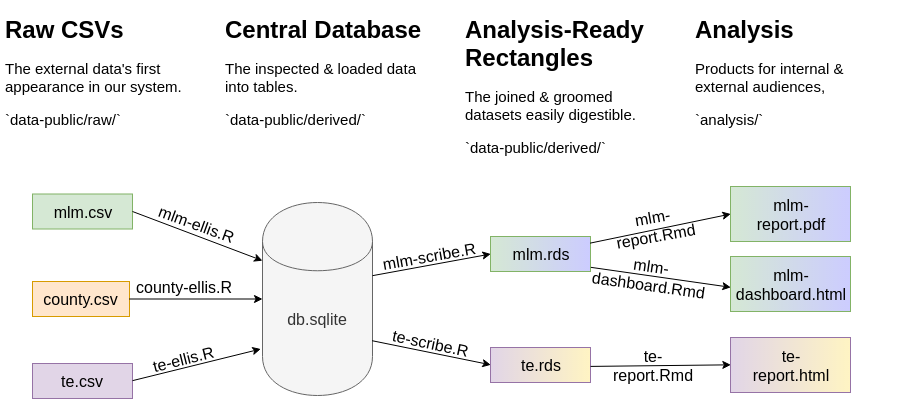 Raw CSVs
The external data's first
appearance in our system.
`data-public/raw/`
Central Database
The inspected & loaded data
into tables.
`data-public/derived/`
Analysis-Ready
Rectangles
The joined & groomed
datasets easily digestible.
`data-public/derived/`
Analysis
Products for internal &
external audiences,
`analysis/`
mlm.csv
mlm-ellis.R
county.csv
county-ellis.R
te.csv
te-ellis.R
db.sqlite
mlm-scribe.R
te-scribe.R
mlm.rds
mlm-
report.Rmd
mlm-
dashboard.Rmd
te.rds
te-
report.Rmd
mlm-
report.pdf
mlm-
dashboard.html
te-
report.html